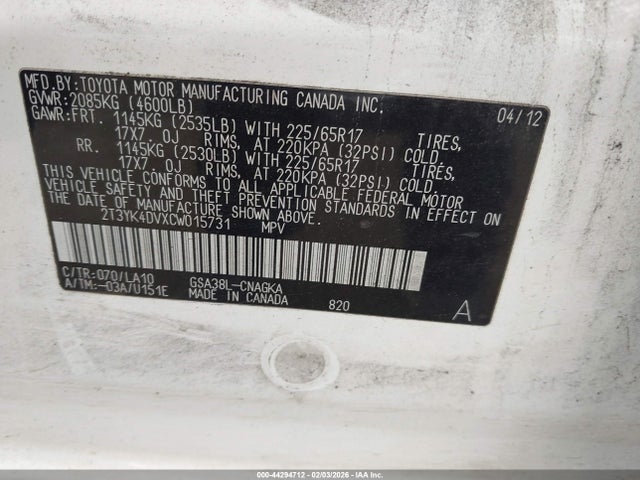 MFD.BY:TOYOTA MOTOR MANUFACTURING CANADA INC. 04/12
GVWR:2085KG (4600LB)
GAWR:FRT. 1145KG (2535LB) WITH 225/65R17 TIRES,
17X7.0J RIMS, AT 220KPA (32PSI) COLD.
RR. 1145KG (2530LB) WITH 225/65R17 TIRES,
17X7.0J RIMS, AT 220KPA (32PSI) COLD.
THIS VEHICLE CONFORMS TO ALL APPLICABLE FEDERAL MOTOR
VEHICLE SAFETY AND THEFT PREVENTION STANDARDS IN EFFECT ON
THE DATE OF MANUFACTURE SHOWN ABOVE.
2T3YK4DVXCW015731 MPV
C/TR:070/LA10 GSA38L-CNAGKA
A/TM:-03A/U151E MADE IN CANADA 820 A
000-44294712 - 02/03/2026 - IAAI.COM